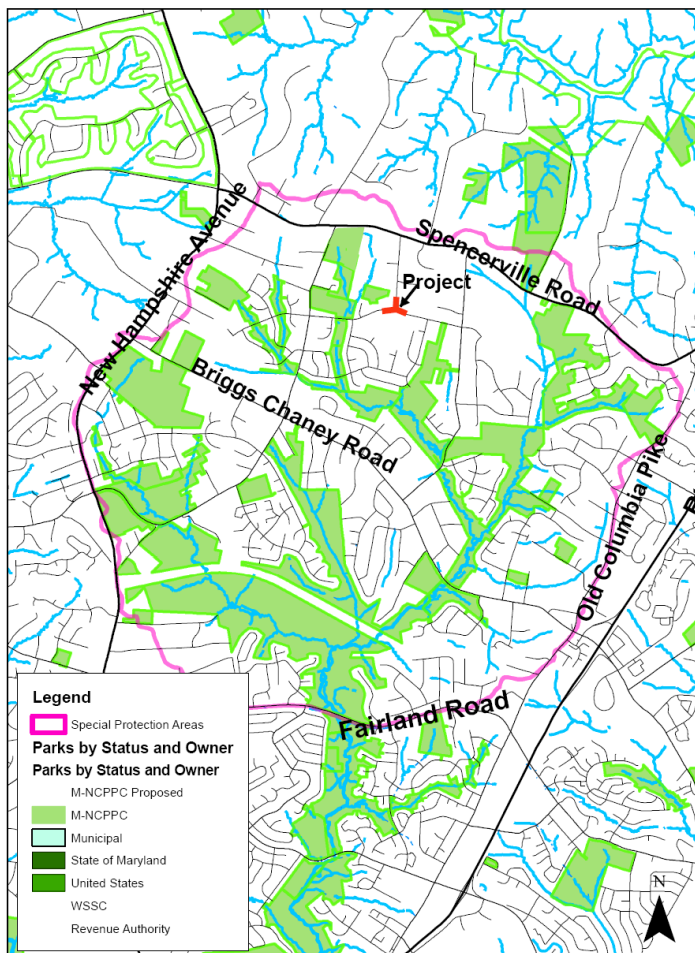 New Hampshire Avenue
Spencerville Road
Project
Briggs Chaney Road
Old Columbia Pike
Fairland Road
Legend
Special Protection Areas
Parks by Status and Owner
Parks by Status and Owner
M-NCPPC Proposed
M-NCPPC
Municipal
State of Maryland
United States
WSSC
Revenue Authority
N